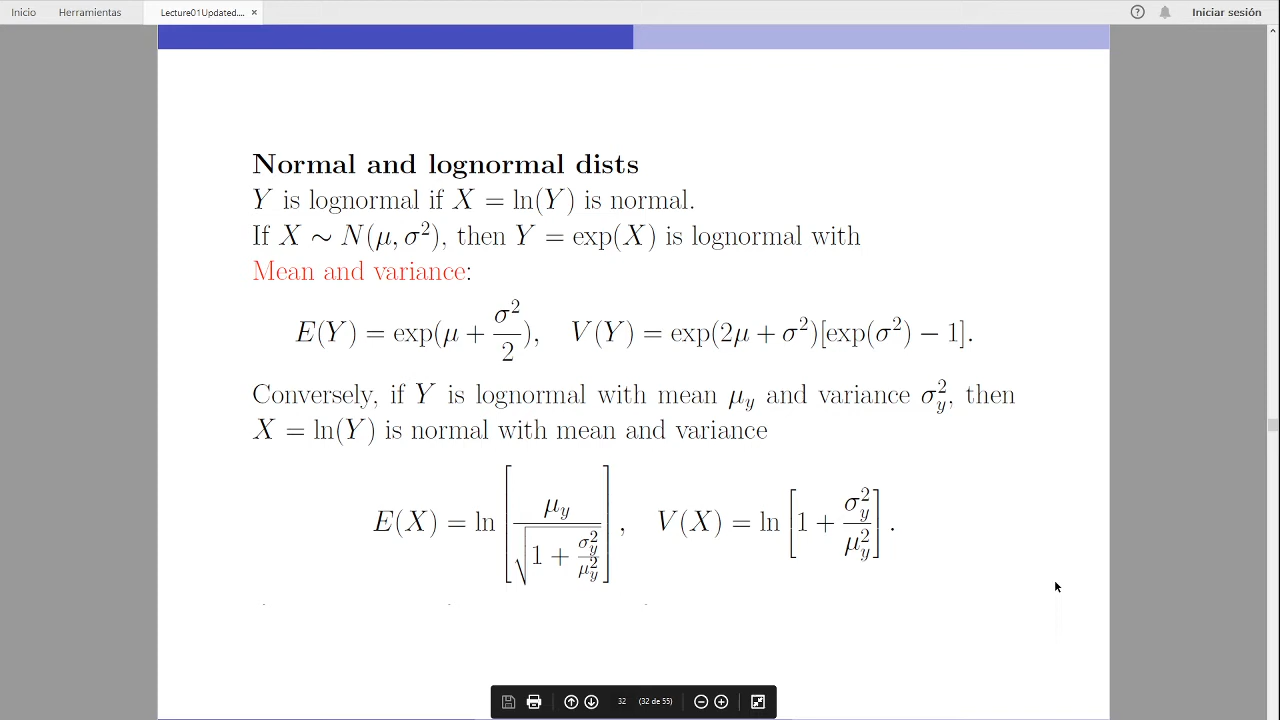 Inicio Herramientas Lecture01Updated.... × Iniciar sesión
Normal and lognormal dists
Y is lognormal if X = ln(Y) is normal.
If X ∼ N(μ, σ²), then Y = exp(X) is lognormal with
Mean and variance:
E(Y) = exp(μ + σ²/2), V(Y) = exp(2μ + σ²)[exp(σ²) − 1].
Conversely, if Y is lognormal with mean μ_y and variance σ_y², then
X = ln(Y) is normal with mean and variance
E(X) = ln[μ_y / √(1 + σ_y²/μ_y²)], V(X) = ln[1 + σ_y²/μ_y²].
32 (32 de 55)